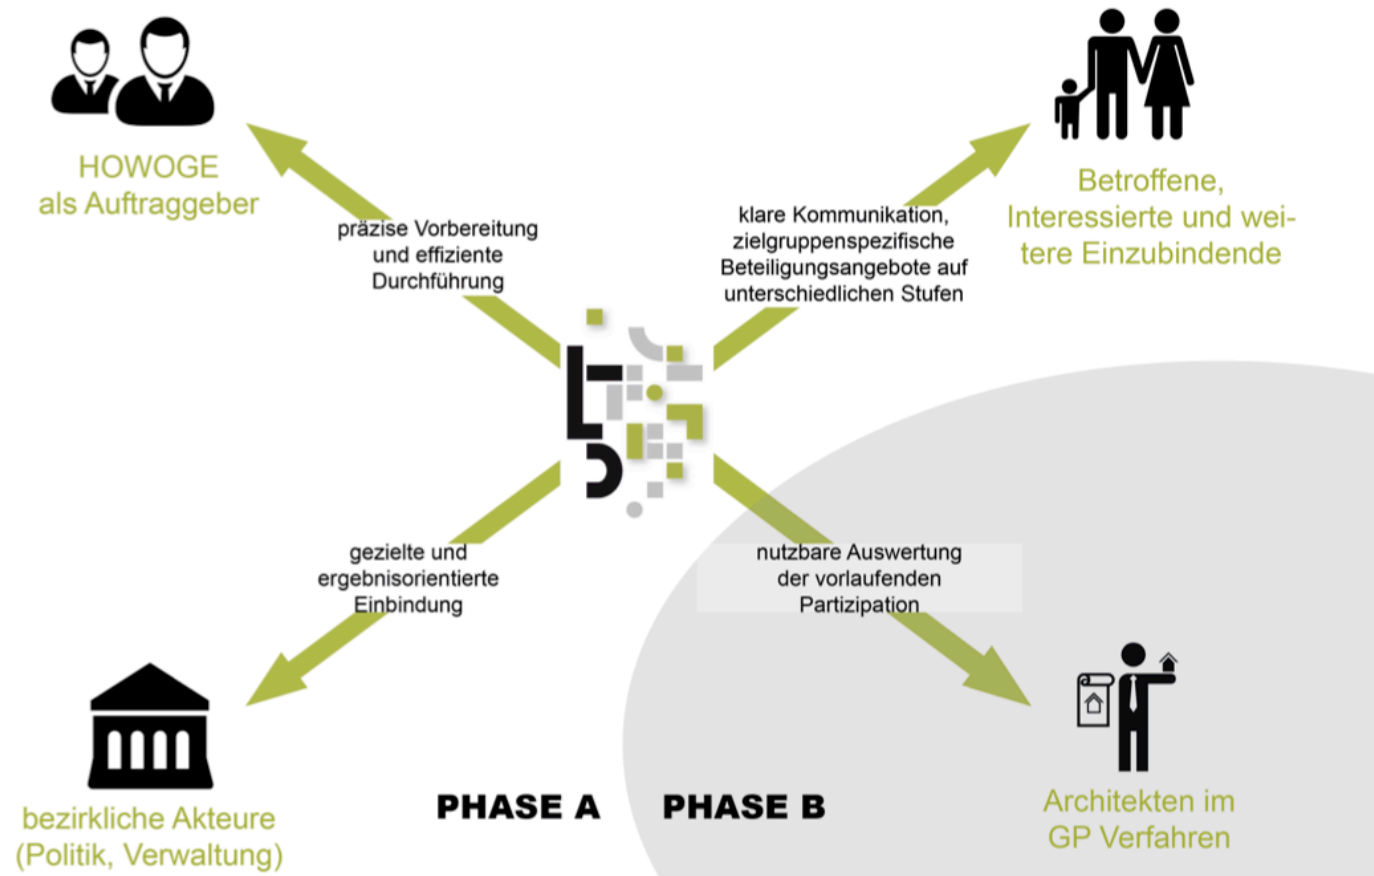 HOWOGE
als Auftraggeber
Betroffene,
Interessierte und wei-
tere Einzubindende
präzise Vorbereitung
und effiziente
Durchführung
klare Kommunikation,
zielgruppenspezifische
Beteiligungsangebote auf
unterschiedlichen Stufen
gezielte und
ergebnisorientierte
Einbindung
nutzbare Auswertung
der vorlaufenden
Partizipation
bezirkliche Akteure
(Politik, Verwaltung)
PHASE A
PHASE B
Architekten im
GP Verfahren